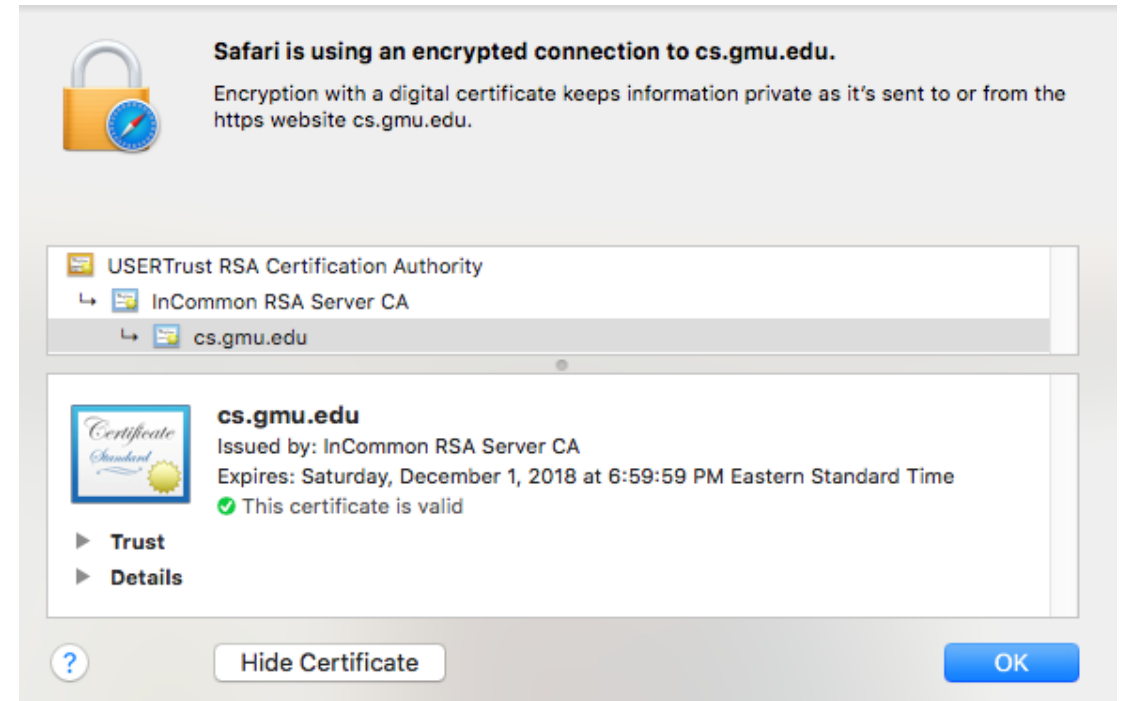 Safari is using an encrypted connection to cs.gmu.edu.
Encryption with a digital certificate keeps information private as it's sent to or from the
https website cs.gmu.edu.
USERTrust RSA Certification Authority
InCommon RSA Server CA
cs.gmu.edu
Certificate
Standard
cs.gmu.edu
Issued by: InCommon RSA Server CA
Expires: Saturday, December 1, 2018 at 6:59:59 PM Eastern Standard Time
This certificate is valid
Trust
Details
?
Hide Certificate
OK